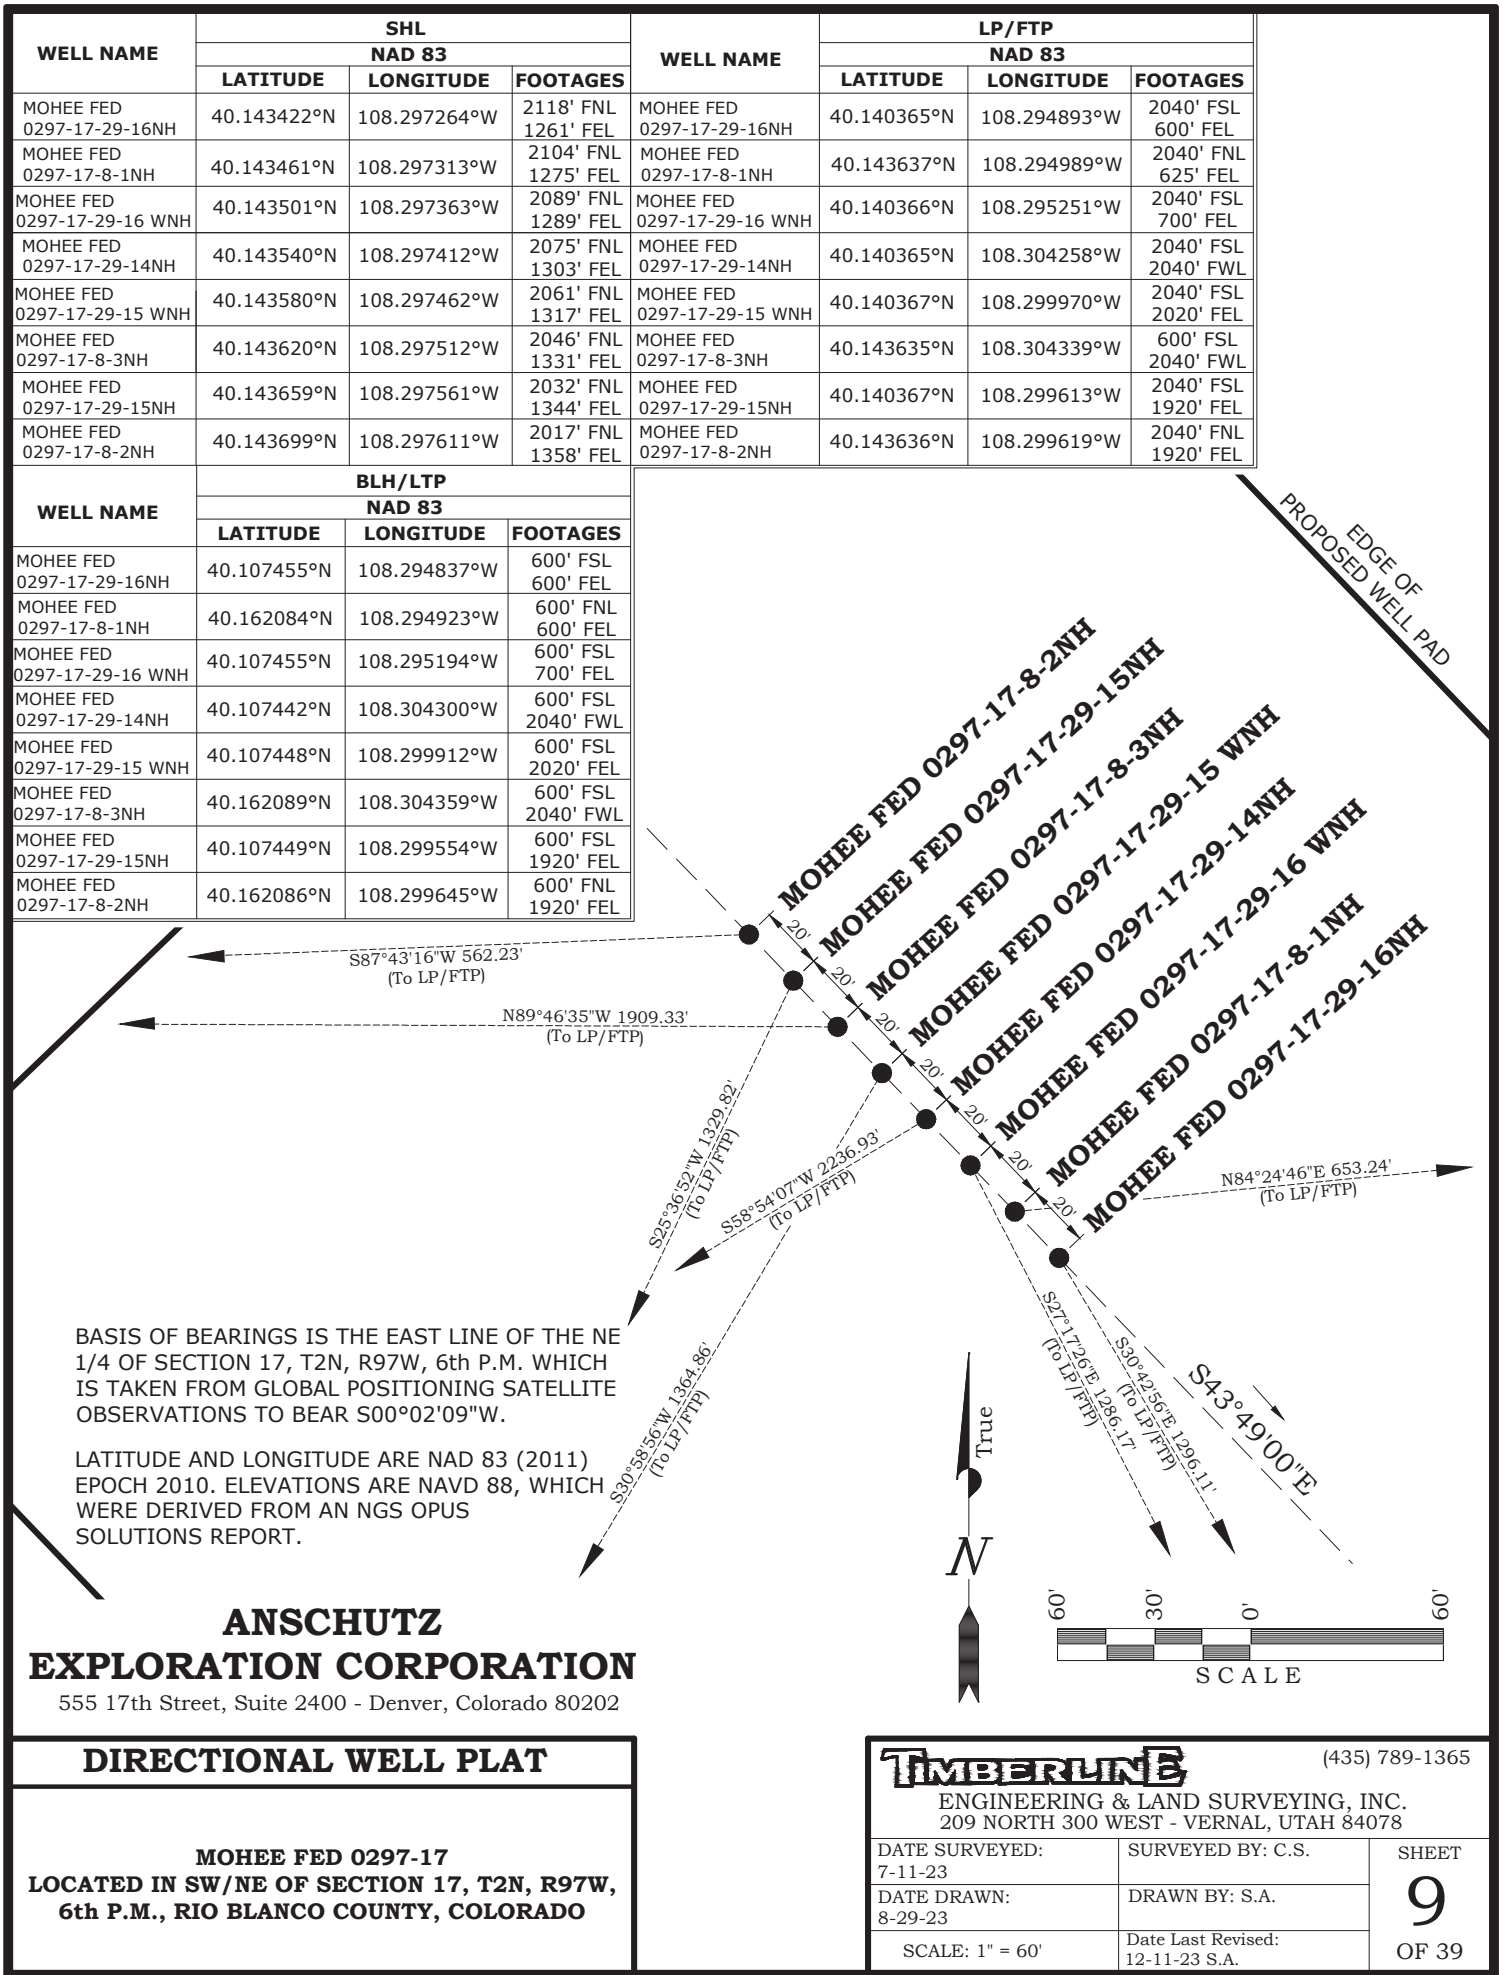 WELL NAME
SHL
NAD 83
LATITUDE LONGITUDE FOOTAGES
WELL NAME
LP/FTP
NAD 83
LATITUDE LONGITUDE FOOTAGES
MOHEE FED
0297-17-29-16NH
40.143422°N 108.297264°W
2118' FNL
1261' FEL
MOHEE FED
0297-17-29-16NH
40.140365°N 108.294893°W
2040' FSL
600' FEL
MOHEE FED
0297-17-8-1NH
40.143461°N 108.297313°W
2104' FNL
1275' FEL
MOHEE FED
0297-17-8-1NH
40.143637°N 108.294989°W
2040' FNL
625' FEL
MOHEE FED
0297-17-29-16 WNH
40.143501°N 108.297363°W
2089' FNL
1289' FEL
MOHEE FED
0297-17-29-16 WNH
40.140366°N 108.295251°W
2040' FSL
700' FEL
MOHEE FED
0297-17-29-14NH
40.143540°N 108.297412°W
2075' FNL
1303' FEL
MOHEE FED
0297-17-29-14NH
40.140365°N 108.304258°W
2040' FSL
2040' FWL
MOHEE FED
0297-17-29-15 WNH
40.143580°N 108.297462°W
2061' FNL
1317' FEL
MOHEE FED
0297-17-29-15 WNH
40.140367°N 108.299970°W
2040' FSL
2020' FEL
MOHEE FED
0297-17-8-3NH
40.143620°N 108.297512°W
2046' FNL
1331' FEL
MOHEE FED
0297-17-8-3NH
40.143635°N 108.304339°W
600' FSL
2040' FWL
MOHEE FED
0297-17-29-15NH
40.143659°N 108.297561°W
2032' FNL
1344' FEL
MOHEE FED
0297-17-29-15NH
40.140367°N 108.299613°W
2040' FSL
1920' FEL
MOHEE FED
0297-17-8-2NH
40.143699°N 108.297611°W
2017' FNL
1358' FEL
MOHEE FED
0297-17-8-2NH
40.143636°N 108.299619°W
2040' FNL
1920' FEL
WELL NAME
BLH/LTP
NAD 83
LATITUDE LONGITUDE FOOTAGES
MOHEE FED
0297-17-29-16NH
40.107455°N 108.294837°W
600' FSL
600' FEL
MOHEE FED
0297-17-8-1NH
40.162084°N 108.294923°W
600' FNL
600' FEL
MOHEE FED
0297-17-29-16 WNH
40.107455°N 108.295194°W
600' FSL
700' FEL
MOHEE FED
0297-17-29-14NH
40.107442°N 108.304300°W
600' FSL
2040' FWL
MOHEE FED
0297-17-29-15 WNH
40.107448°N 108.299912°W
600' FSL
2020' FEL
MOHEE FED
0297-17-8-3NH
40.162089°N 108.304359°W
600' FSL
2040' FWL
MOHEE FED
0297-17-29-15NH
40.107449°N 108.299554°W
600' FSL
1920' FEL
MOHEE FED
0297-17-8-2NH
40.162086°N 108.299645°W
600' FNL
1920' FEL
EDGE OF
PROPOSED WELL PAD
MOHEE FED 0297-17-8-2NH
MOHEE FED 0297-17-29-15NH
MOHEE FED 0297-17-8-3NH
MOHEE FED 0297-17-29-15 WNH
MOHEE FED 0297-17-29-14NH
MOHEE FED 0297-17-29-16 WNH
MOHEE FED 0297-17-8-1NH
MOHEE FED 0297-17-29-16NH
20'
20'
20'
20'
20'
20'
20'
S87°43'16"W 562.23'
(To LP/FTP)
N89°46'35"W 1909.33'
(To LP/FTP)
S25°36'52"W 1329.82'
(To LP/FTP)
S58°54'07"W 2236.93'
(To LP/FTP)
S30°58'56"W 1364.86'
(To LP/FTP)
N84°24'46"E 653.24'
(To LP/FTP)
S27°17'26"E 1286.17'
(To LP/FTP)
S30°42'56"E 1296.11'
(To LP/FTP)
S43°49'00"E
BASIS OF BEARINGS IS THE EAST LINE OF THE NE
1/4 OF SECTION 17, T2N, R97W, 6th P.M. WHICH
IS TAKEN FROM GLOBAL POSITIONING SATELLITE
OBSERVATIONS TO BEAR S00°02'09"W.
LATITUDE AND LONGITUDE ARE NAD 83 (2011)
EPOCH 2010. ELEVATIONS ARE NAVD 88, WHICH
WERE DERIVED FROM AN NGS OPUS
SOLUTIONS REPORT.
True
N
60' 30' 0' 60'
SCALE
ANSCHUTZ
EXPLORATION CORPORATION
555 17th Street, Suite 2400 - Denver, Colorado 80202
DIRECTIONAL WELL PLAT
MOHEE FED 0297-17
LOCATED IN SW/NE OF SECTION 17, T2N, R97W,
6th P.M., RIO BLANCO COUNTY, COLORADO
TIMBERLINE (435) 789-1365
ENGINEERING & LAND SURVEYING, INC.
209 NORTH 300 WEST - VERNAL, UTAH 84078
DATE SURVEYED:
7-11-23
SURVEYED BY: C.S.
DATE DRAWN:
8-29-23
DRAWN BY: S.A.
SCALE: 1" = 60'
Date Last Revised:
12-11-23 S.A.
SHEET
9
OF 39